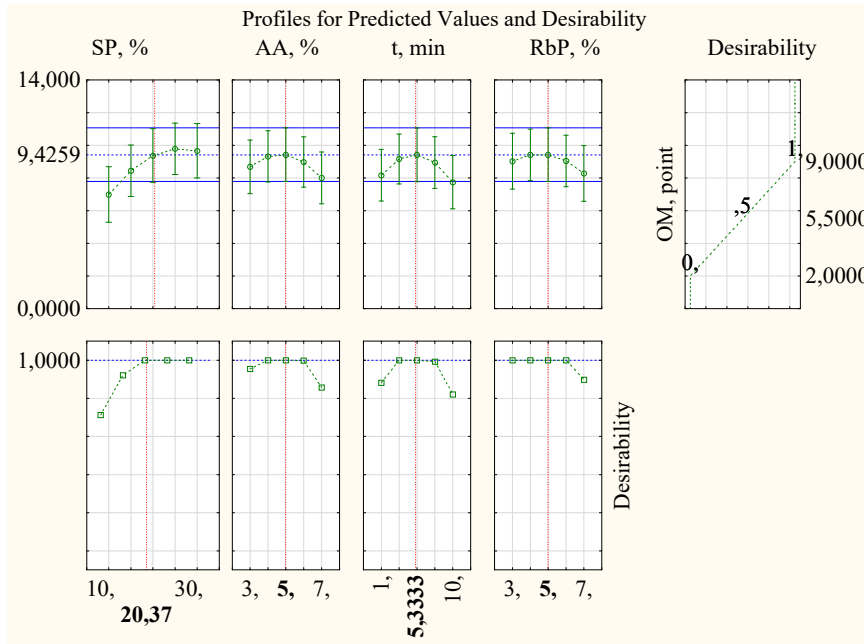 Profiles for Predicted Values and Desirability
SP, % AA, % t, min RbP, % Desirability
14,000
9,4259
0,0000
OM, point
1,
,5
0,
9,0000
5,5000
2,0000
1,0000
Desirability
10, 30, 3, 5, 7, 1, 10, 3, 5, 7,
20,37 5,3333